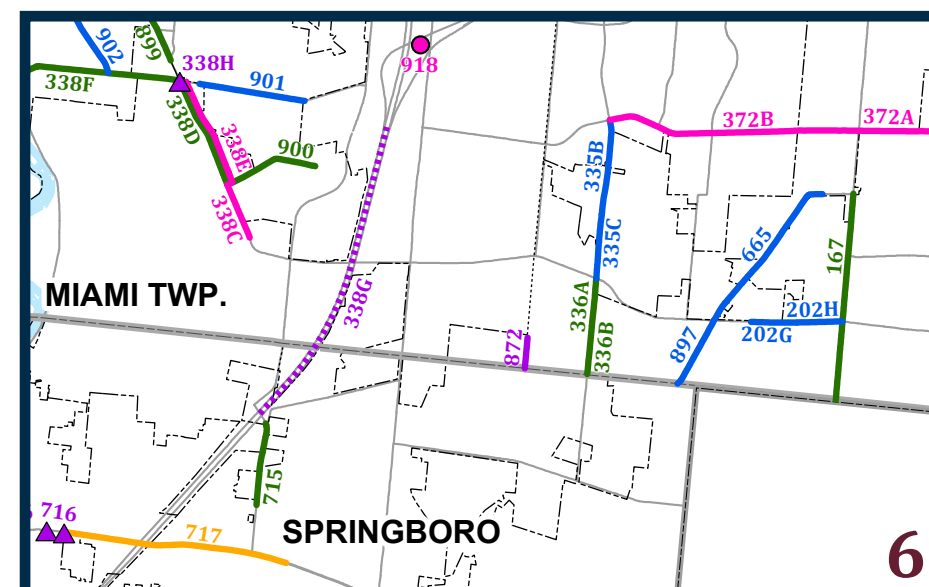 902
899
338H
338F
901
338D
338E
900
338C
918
372B
372A
335B
335C
665
167
338G
MIAMI TWP.
336A
336B
202H
202G
897
872
715
716
717
SPRINGBORO
6